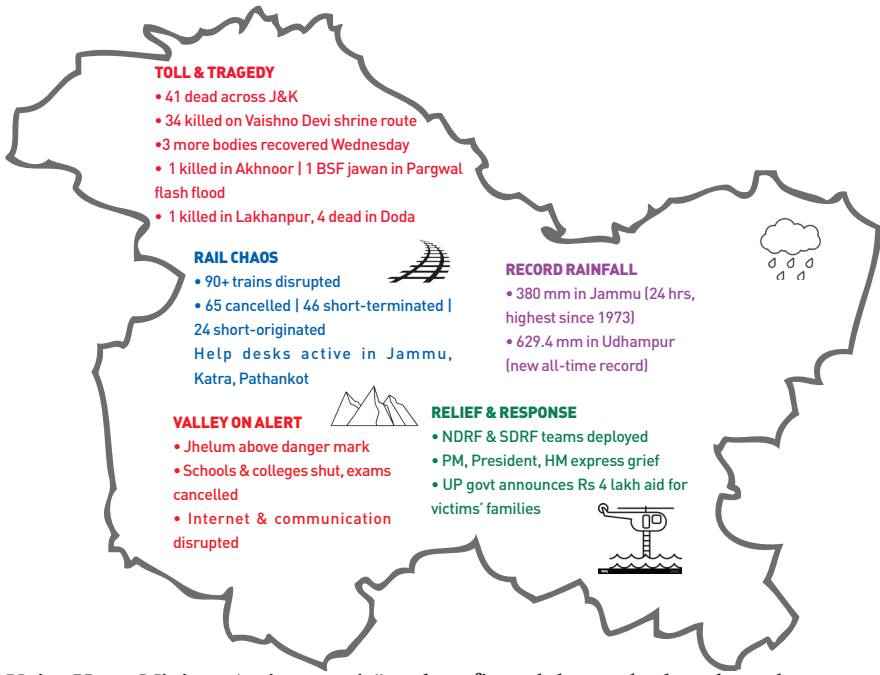 TOLL & TRAGEDY
• 41 dead across J&K
• 34 killed on Vaishno Devi shrine route
•3 more bodies recovered Wednesday
• 1 killed in Akhnoor | 1 BSF jawan in Pargwal
flash flood
• 1 killed in Lakhanpur, 4 dead in Doda
RAIL CHAOS
• 90+ trains disrupted
• 65 cancelled | 46 short-terminated |
24 short-originated
Help desks active in Jammu,
Katra, Pathankot
RECORD RAINFALL
• 380 mm in Jammu (24 hrs,
highest since 1973)
• 629.4 mm in Udhampur
(new all-time record)
VALLEY ON ALERT
• Jhelum above danger mark
• Schools & colleges shut, exams
cancelled
• Internet & communication
disrupted
RELIEF & RESPONSE
• NDRF & SDRF teams deployed
• PM, President, HM express grief
• UP govt announces Rs 4 lakh aid for
victims' families